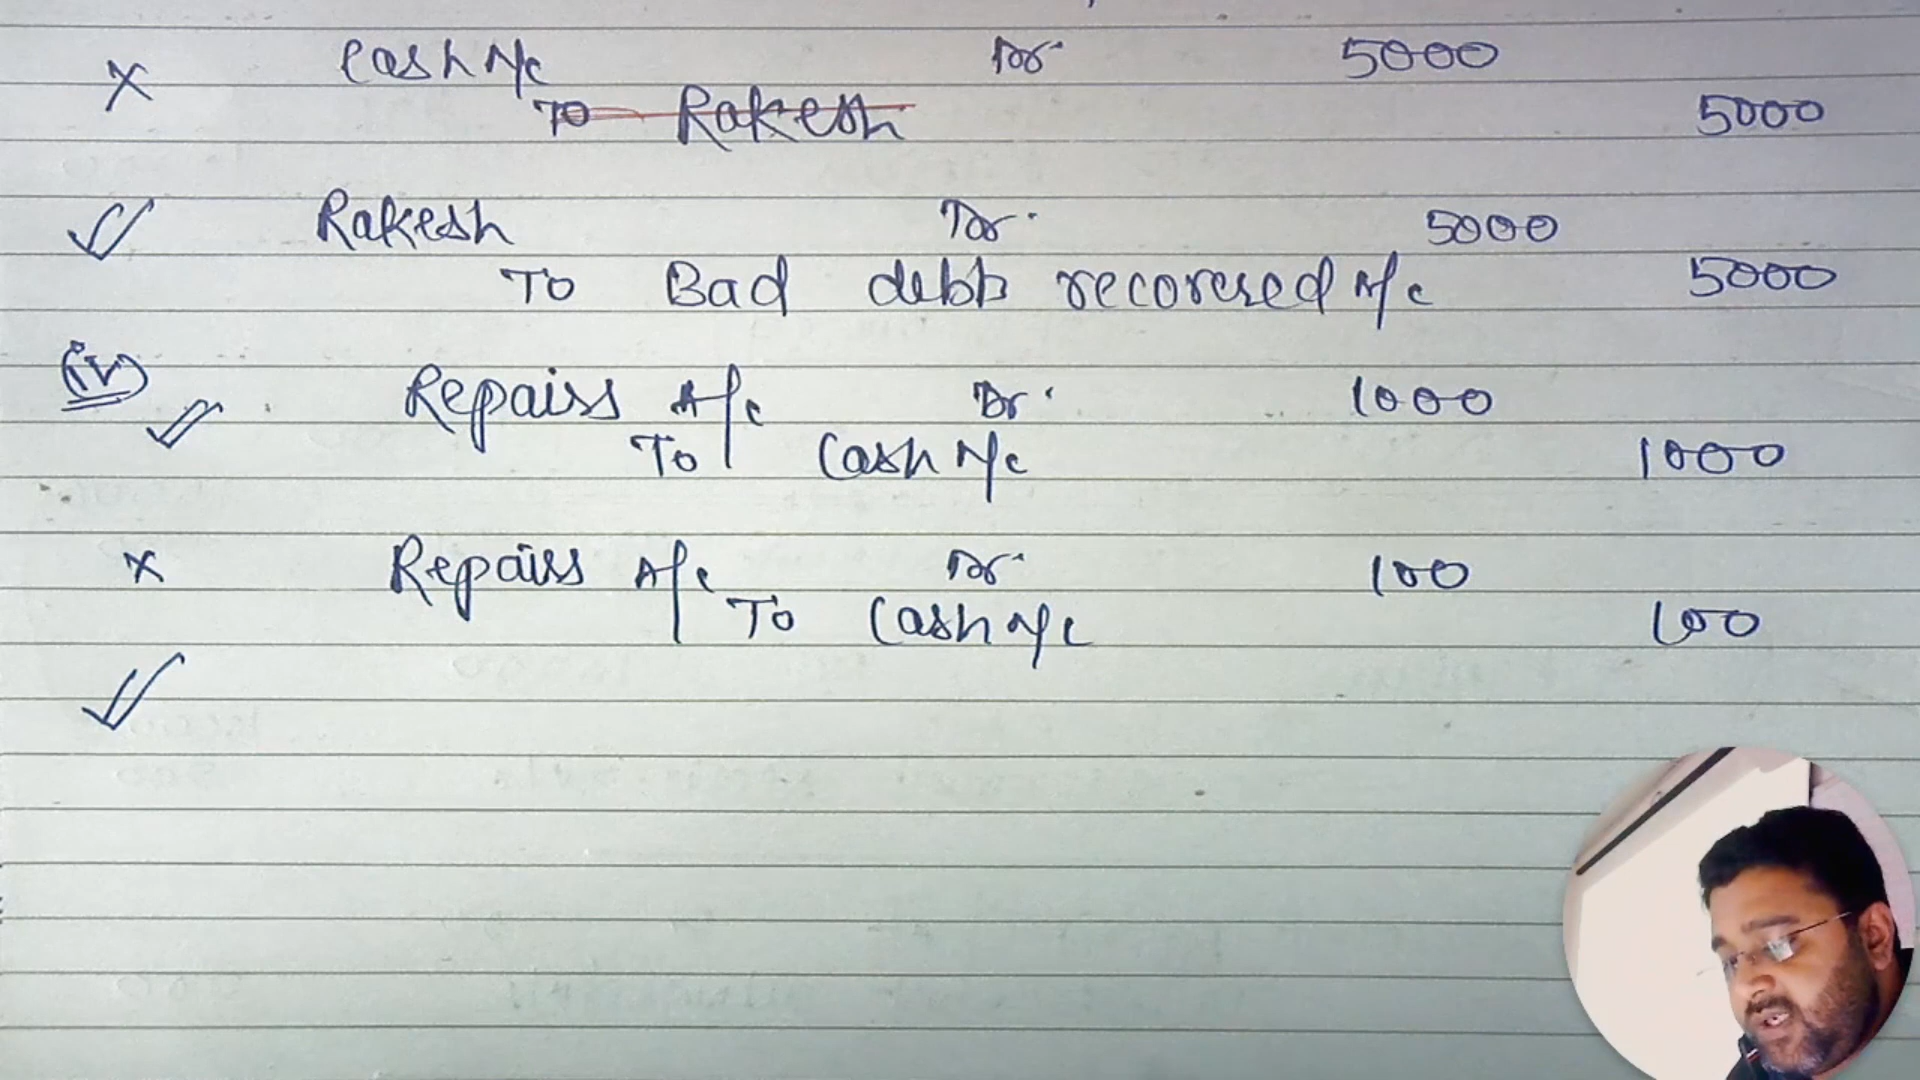 × Cash A/c Dr 5000
To Rakesh 5000
✓ Rakesh Dr. 5000
To Bad debts recovered A/c 5000
(iv)
✓ Repairs A/c Dr. 1000
To Cash A/c 1000
× Repairs A/c Dr. 100
To Cash A/c 100
✓